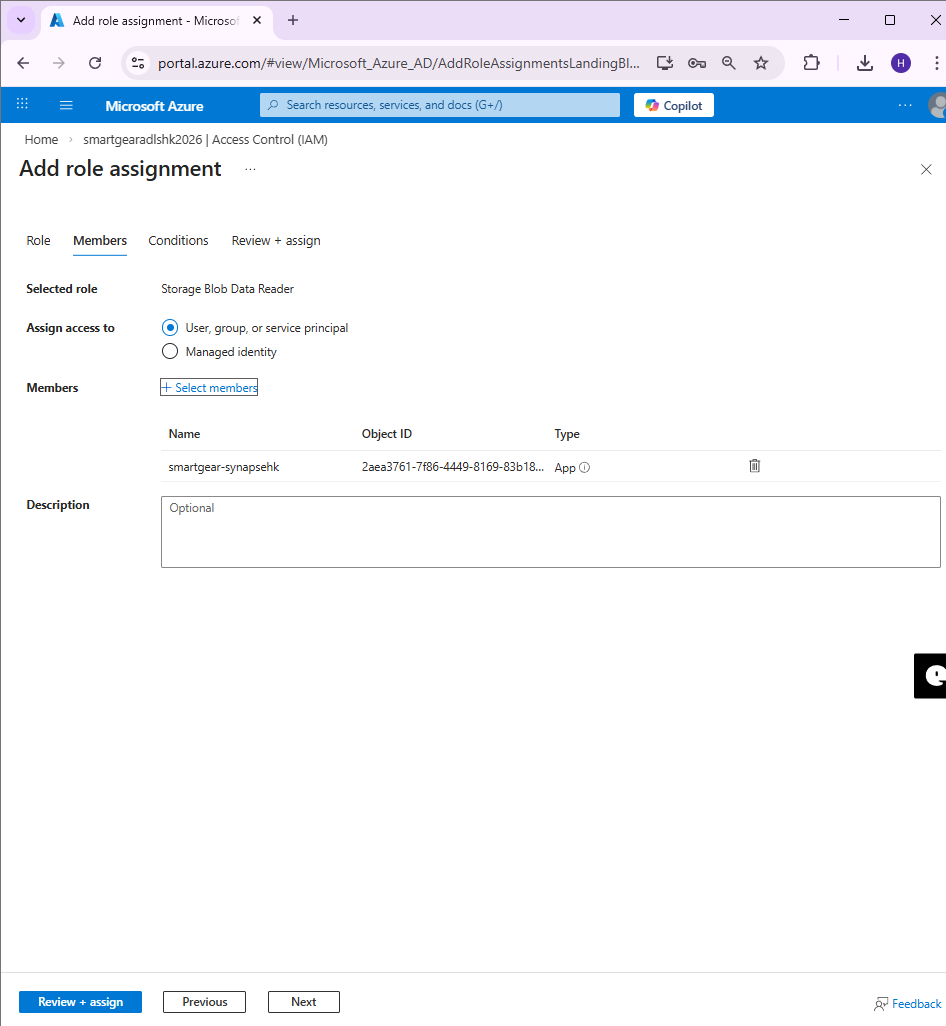 Add role assignment - Microsof
portal.azure.com/#view/Microsoft_Azure_AD/AddRoleAssignmentsLandingBl...
H
Microsoft Azure
Search resources, services, and docs (G+/)
Copilot
...
Home > smartgearadlshk2026 | Access Control (IAM)
Add role assignment ...
Role Members Conditions Review + assign
Selected role Storage Blob Data Reader
Assign access to User, group, or service principal
Managed identity
Members + Select members
Name Object ID Type
smartgear-synapsehk 2aea3761-7f86-4449-8169-83b18... App
Description Optional
Review + assign Previous Next Feedback